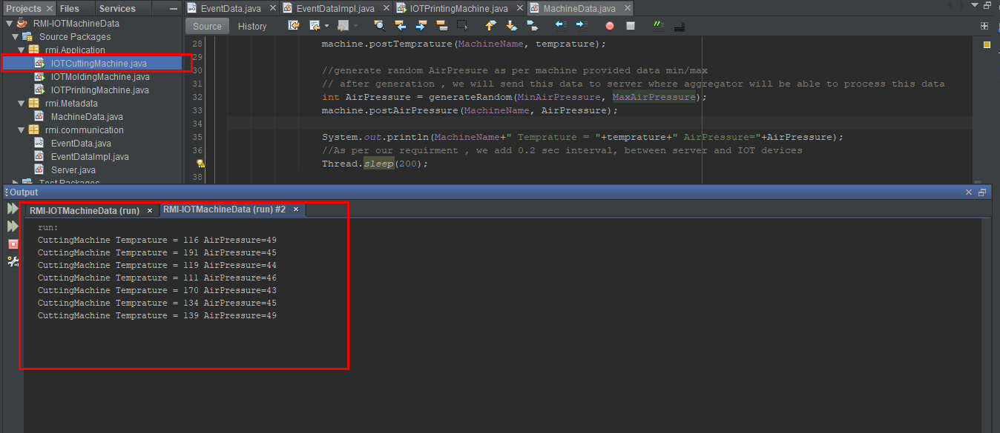 Projects Files Services
RMI-IOTMachineData
Source Packages
rmi.Application
IOTCuttingMachine.java
IOTMoldingMachine.java
IOTPrintingMachine.java
rmi.Metadata
MachineData.java
rmi.communication
EventData.java
EventDataImpl.java
Server.java
Test Packages
EventData.java EventDataImpl.java IOTPrintingMachine.java MachineData.java
Source History
28 machine.postTemprature(MachineName, temprature);
29
30 //generate random AirPresure as per machine provided data min/max
31 // after generation , we will send this data to server where aggregator will be able to process this data
32 int AirPressure = generateRandom(MinAirPressure, MaxAirPressure);
33 machine.postAirPressure(MachineName, AirPressure);
34
35 System.out.println(MachineName+" Temprature = "+temprature+" AirPressure="+AirPressure);
36 //As per our requirment , we add 0.2 sec interval, between server and IOT devices
Thread.sleep(200);
38
Output
RMI-IOTMachineData (run) RMI-IOTMachineData (run) #2
run:
CuttingMachine Temprature = 116 AirPressure=49
CuttingMachine Temprature = 191 AirPressure=45
CuttingMachine Temprature = 119 AirPressure=44
CuttingMachine Temprature = 111 AirPressure=46
CuttingMachine Temprature = 170 AirPressure=43
CuttingMachine Temprature = 134 AirPressure=45
CuttingMachine Temprature = 139 AirPressure=49